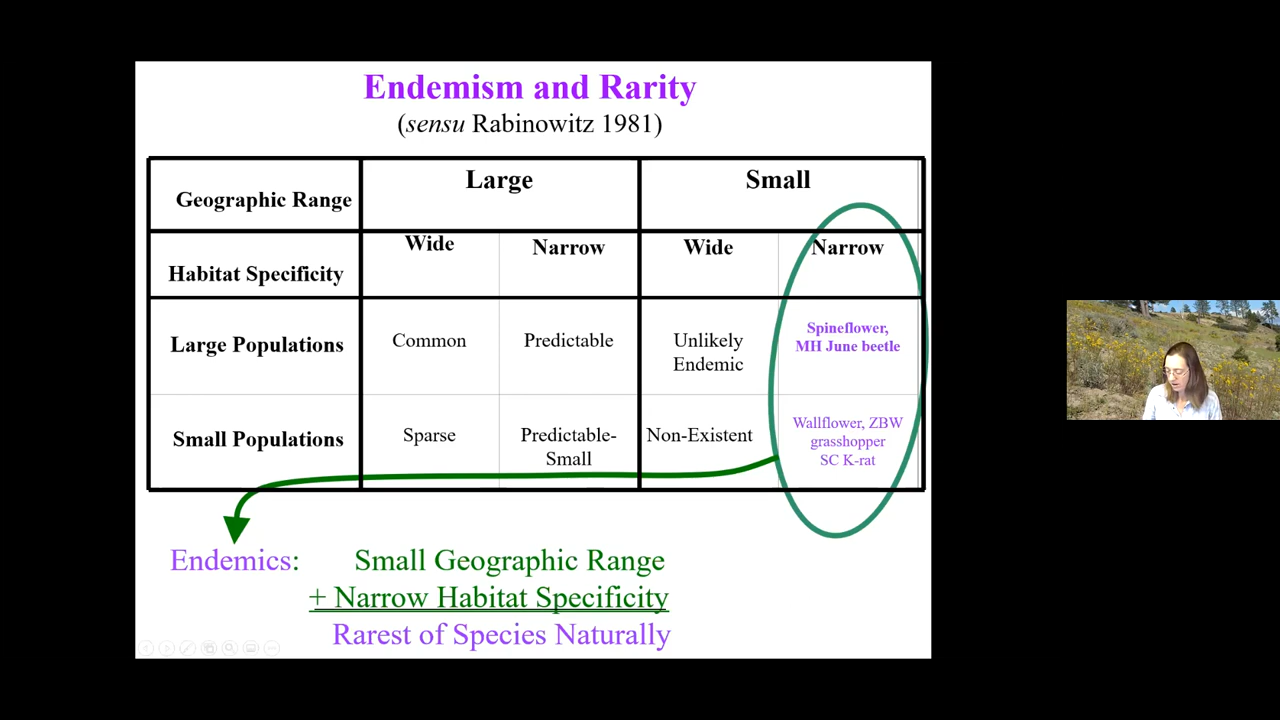 Endemism and Rarity
(sensu Rabinowitz 1981)
Geographic Range
Large
Small
Habitat Specificity
Wide
Narrow
Wide
Narrow
Large Populations
Common
Predictable
Unlikely
Endemic
Spineflower,
MH June beetle
Small Populations
Sparse
Predictable-
Small
Non-Existent
Wallflower, ZBW
grasshopper
SC K-rat
Endemics:
Small Geographic Range
+ Narrow Habitat Specificity
Rarest of Species Naturally